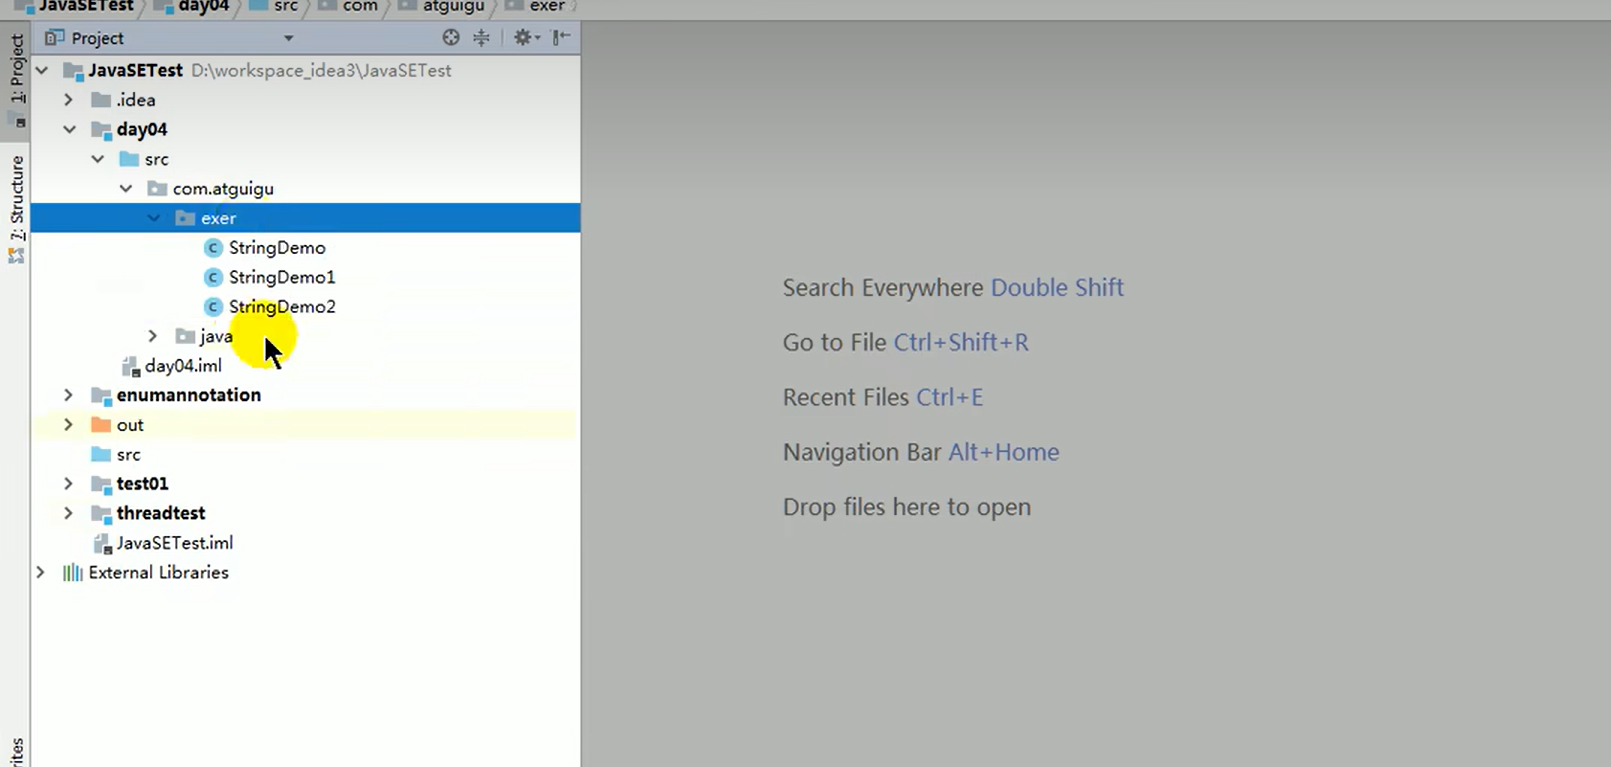 JavaSETest day04 src com atguigu exer
Project
1: Project
7: Structure
JavaSETest D:\workspace_idea3\JavaSETest
.idea
day04
src
com.atguigu
exer
StringDemo
StringDemo1
StringDemo2
java
day04.iml
enumannotation
out
src
test01
threadtest
JavaSETest.iml
External Libraries
Search Everywhere Double Shift
Go to File Ctrl+Shift+R
Recent Files Ctrl+E
Navigation Bar Alt+Home
Drop files here to open